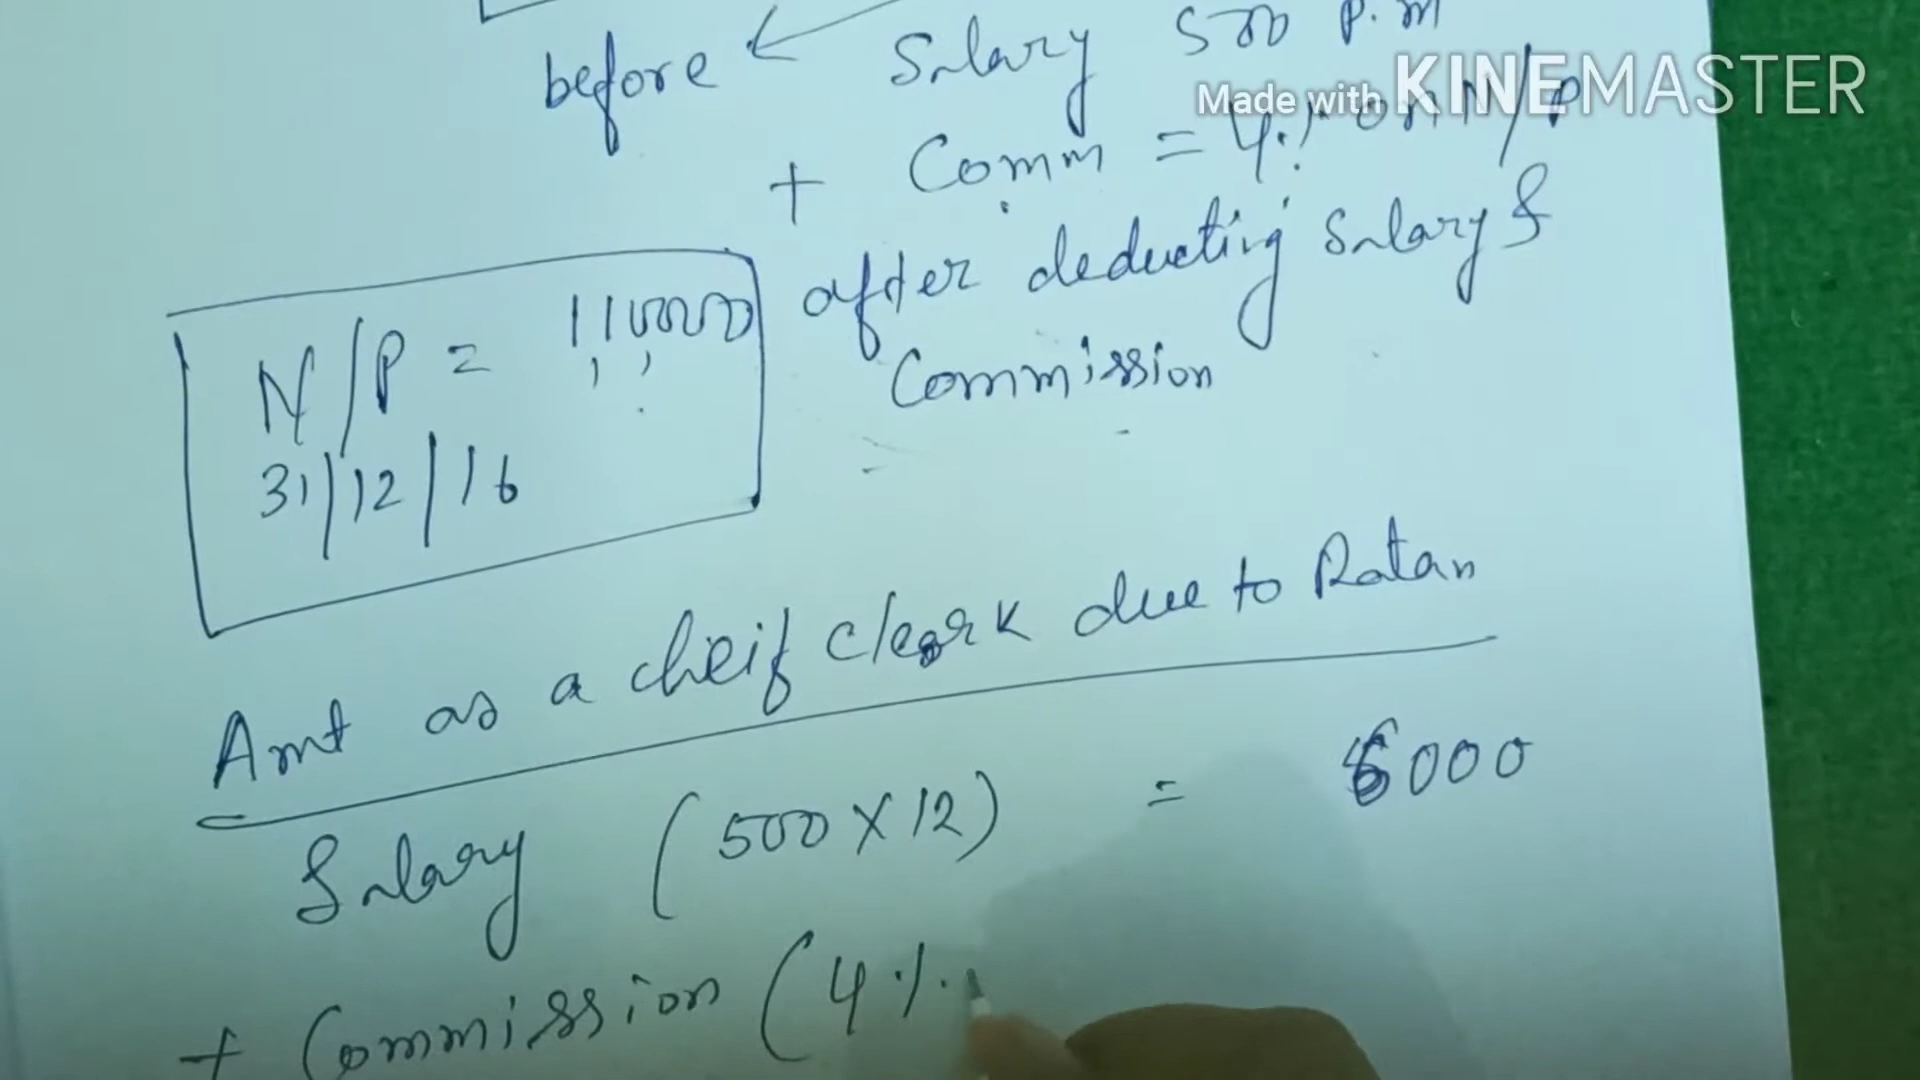 before ← Salary 500 P.M
Made with KINEMASTER
+ Comm = 4% on N/P
after deducting Salary &
Commission
N/P = 110000
31/12/16
Amt as a cheif clerk due to Ratan
Salary (500 X 12) = 6000
+ Commission (4%.